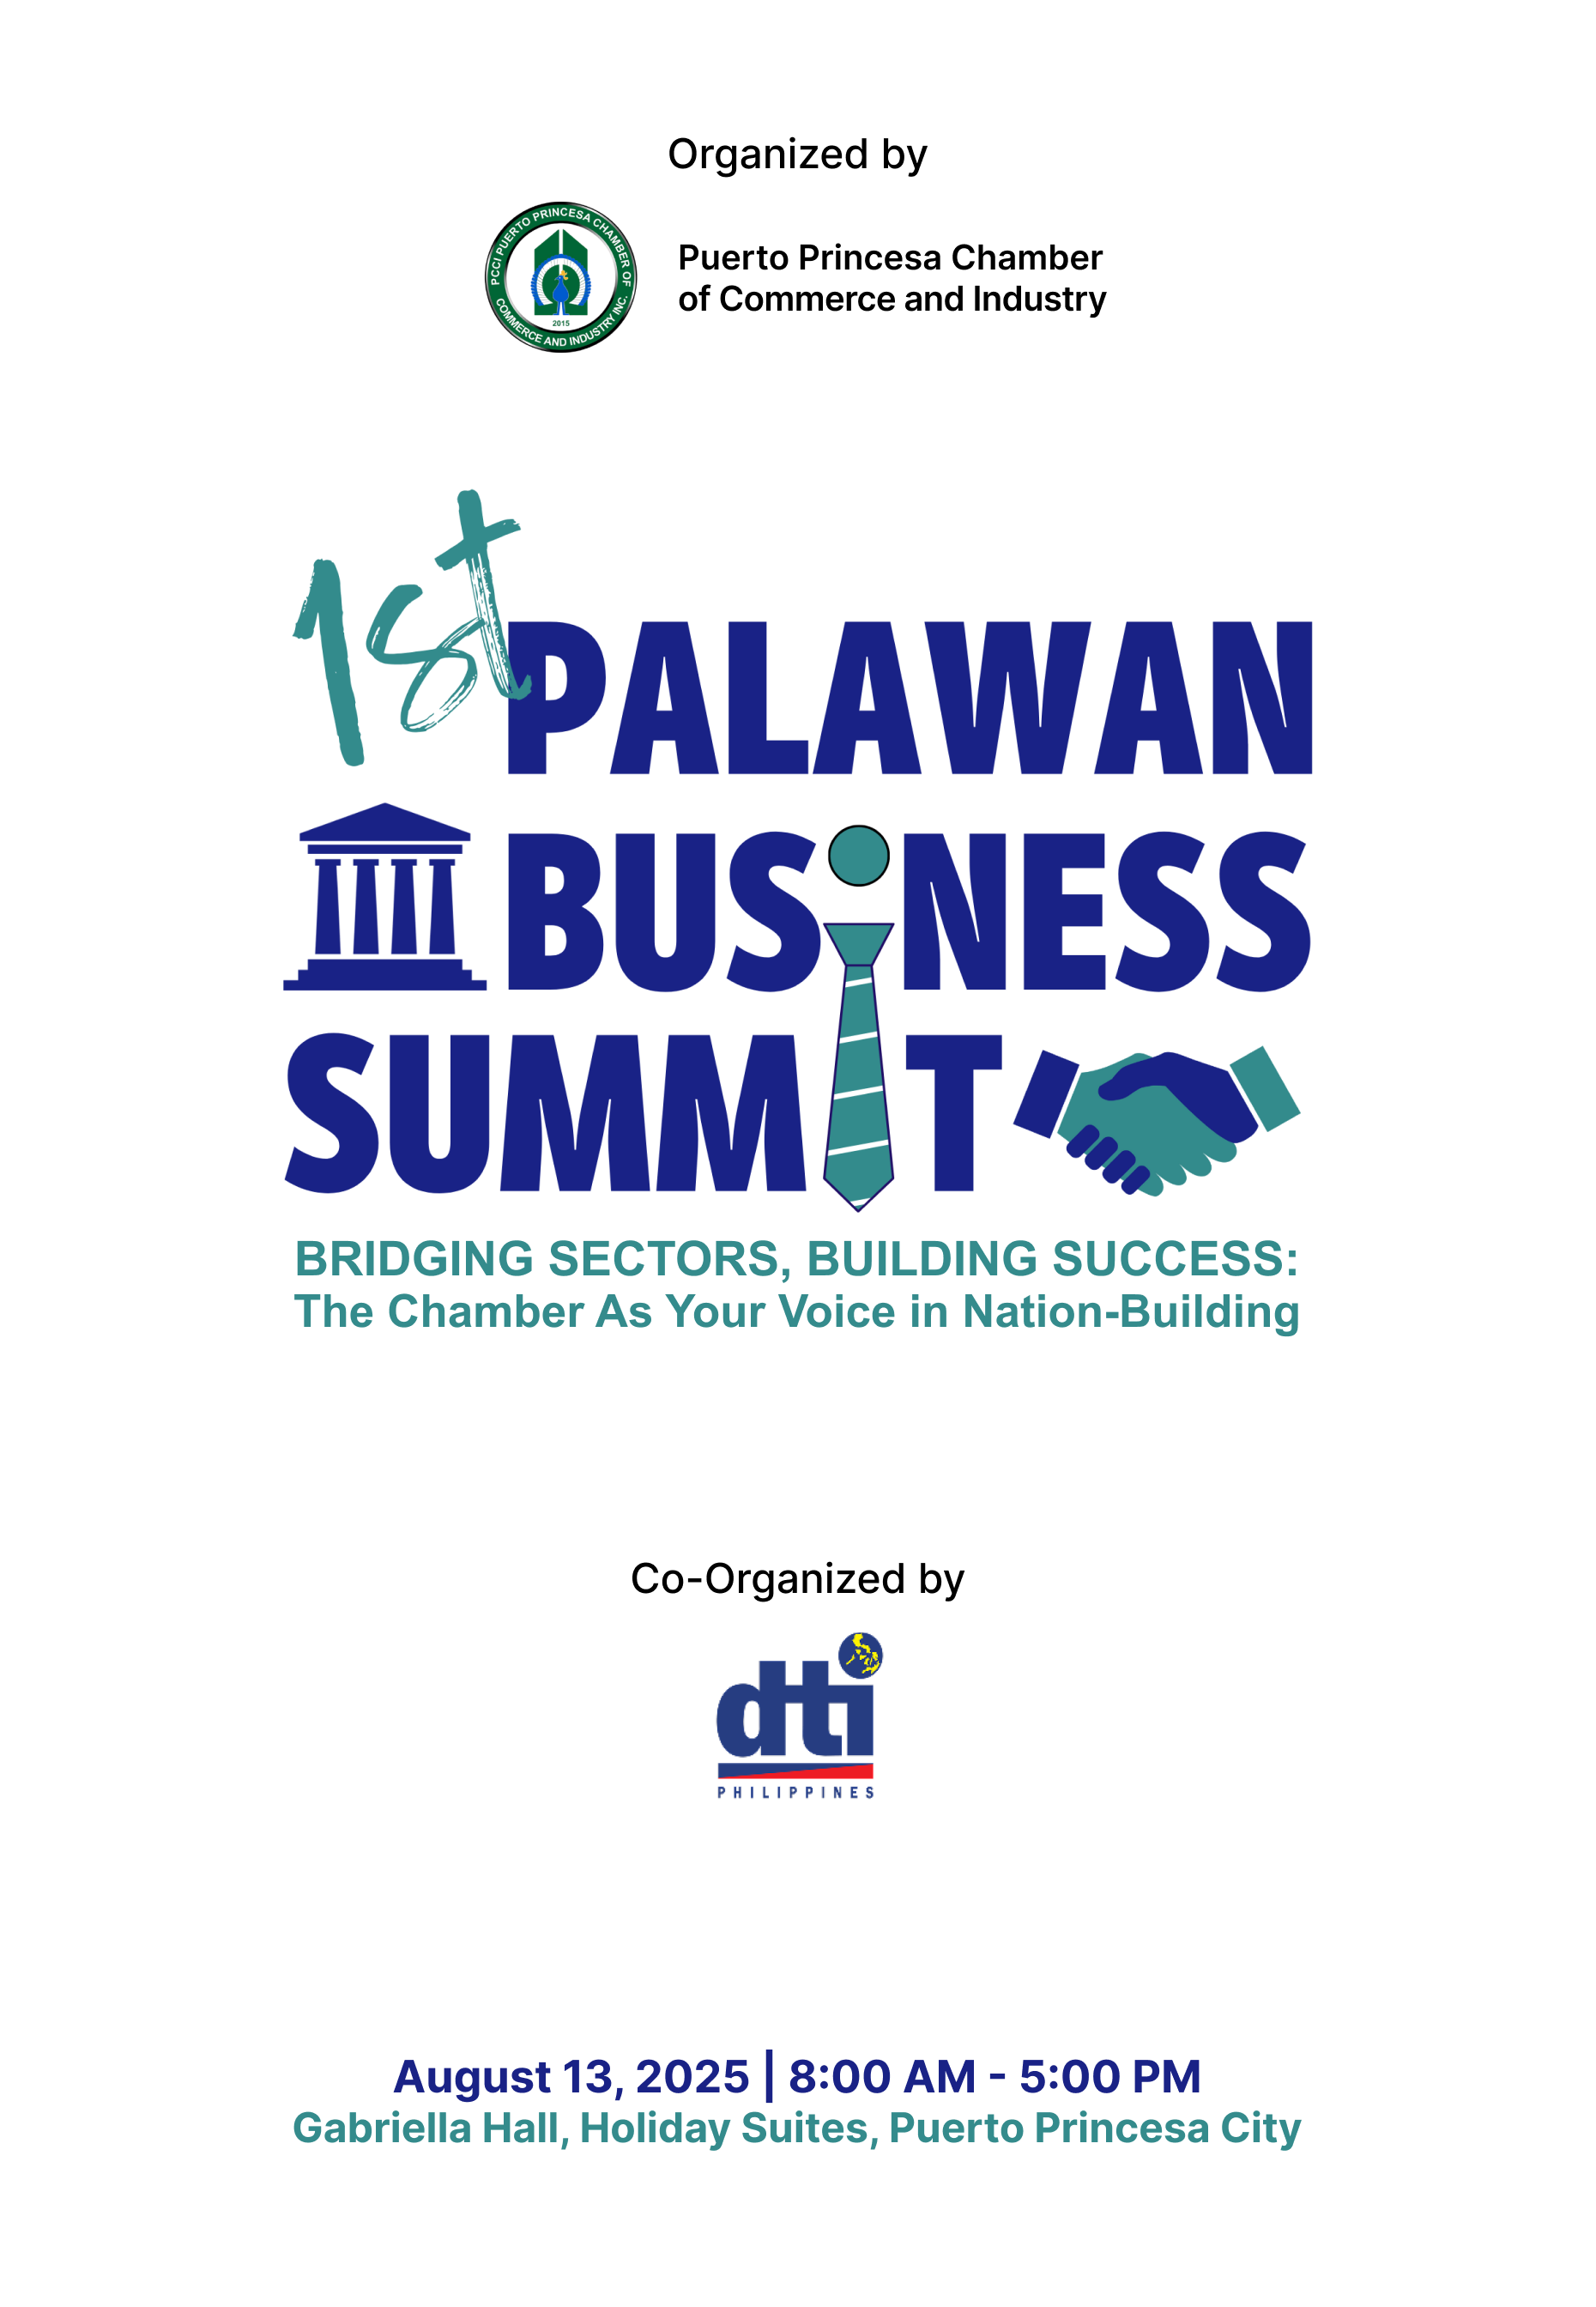 Organized by
PCCI PUERTO PRINCESA CHAMBER OF
COMMERCE AND INDUSTRY INC.
2015
Puerto Princesa Chamber
of Commerce and Industry
1st
PALAWAN
BUSINESS
SUMMIT
BRIDGING SECTORS, BUILDING SUCCESS:
The Chamber As Your Voice in Nation-Building
Co-Organized by
dti
PHILIPPINES
August 13, 2025 | 8:00 AM - 5:00 PM
Gabriella Hall, Holiday Suites, Puerto Princesa City